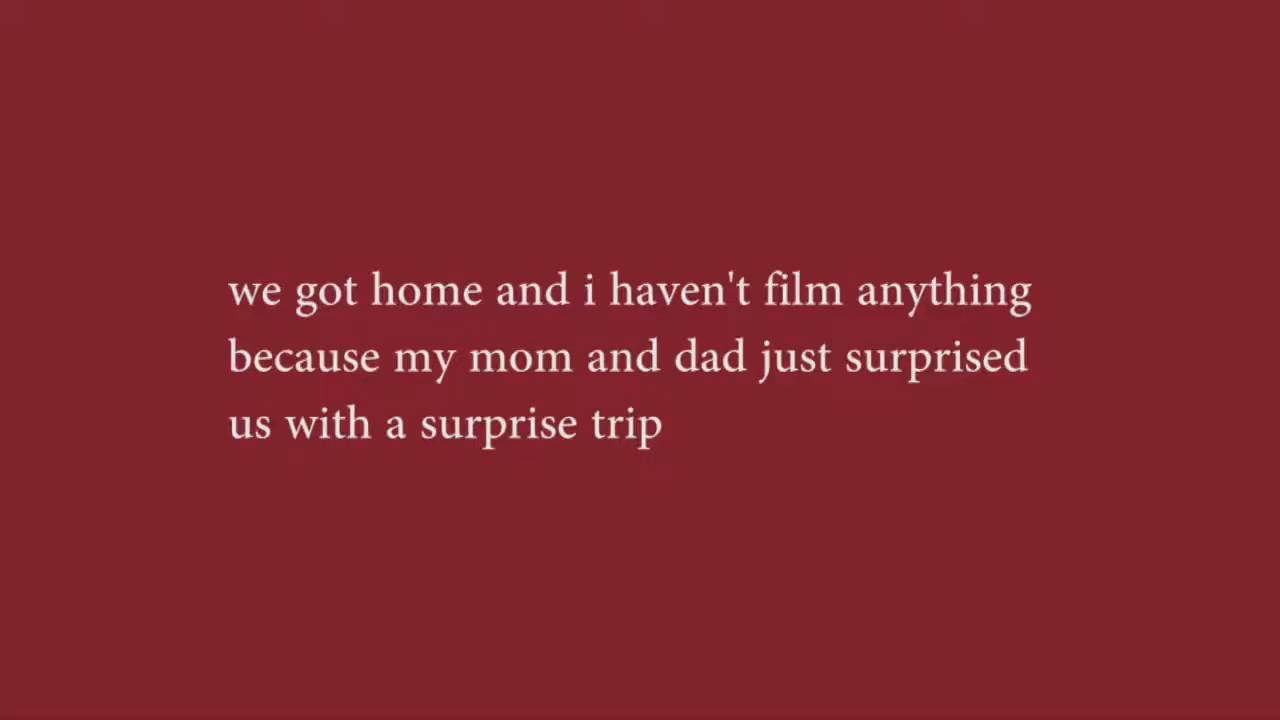 we got home and i haven't film anything
because my mom and dad just surprised
us with a surprise trip